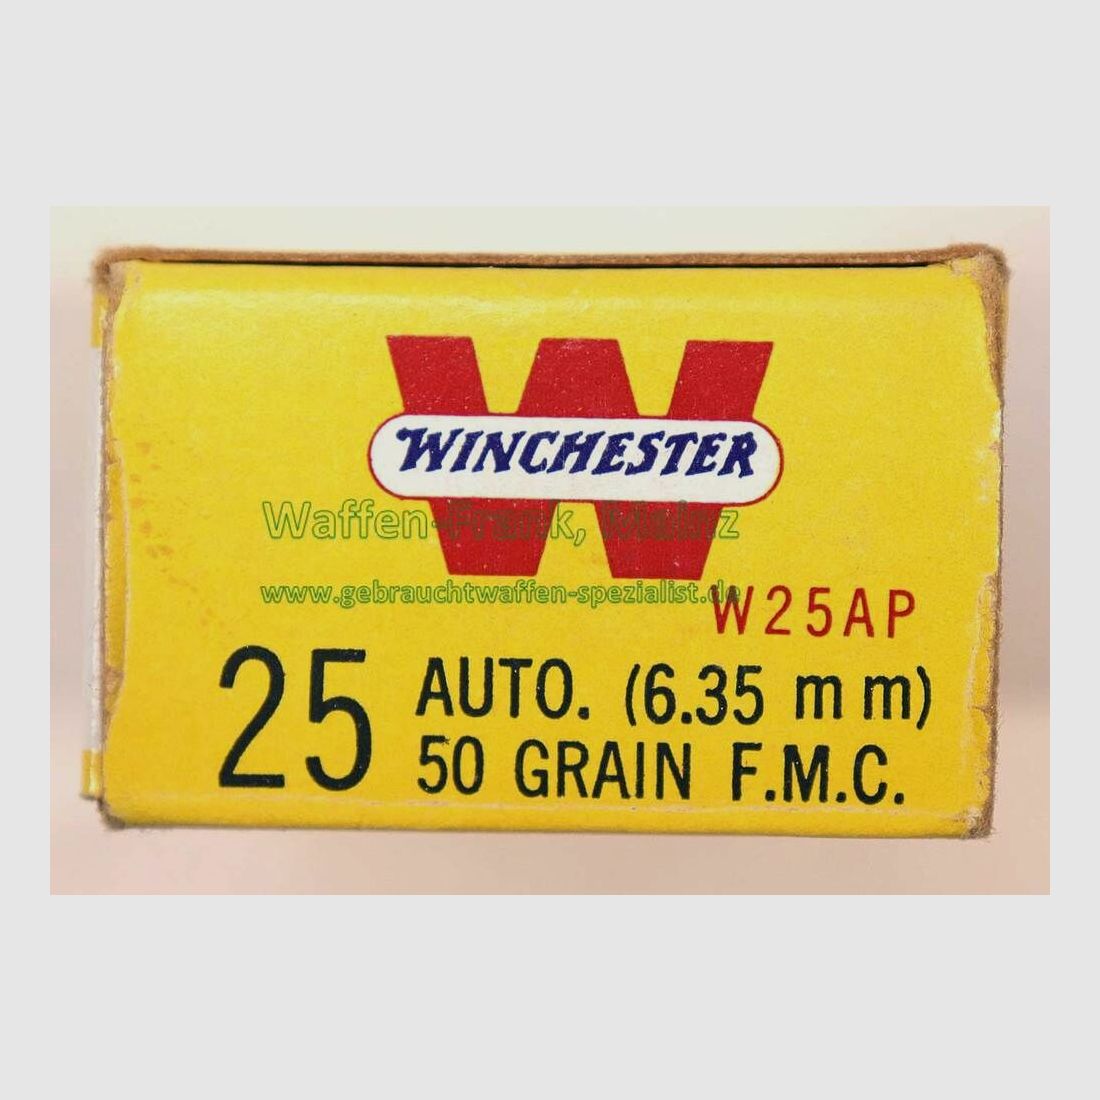 WINCHESTER
Waffen-Frank, Mainz
www.gebrauchtwaffen-spezialist.de
W25AP
25 AUTO. (6.35 mm)
50 GRAIN F.M.C.